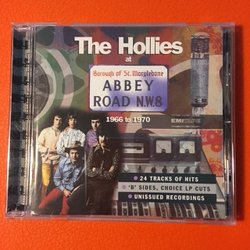 The Hollies
at
Borough of St. Marylebone
ABBEY
ROAD N.W.8
1966 to 1970
• 24 TRACKS OF HITS
• 'B' SIDES, CHOICE LP CUTS
• UNISSUED RECORDINGS